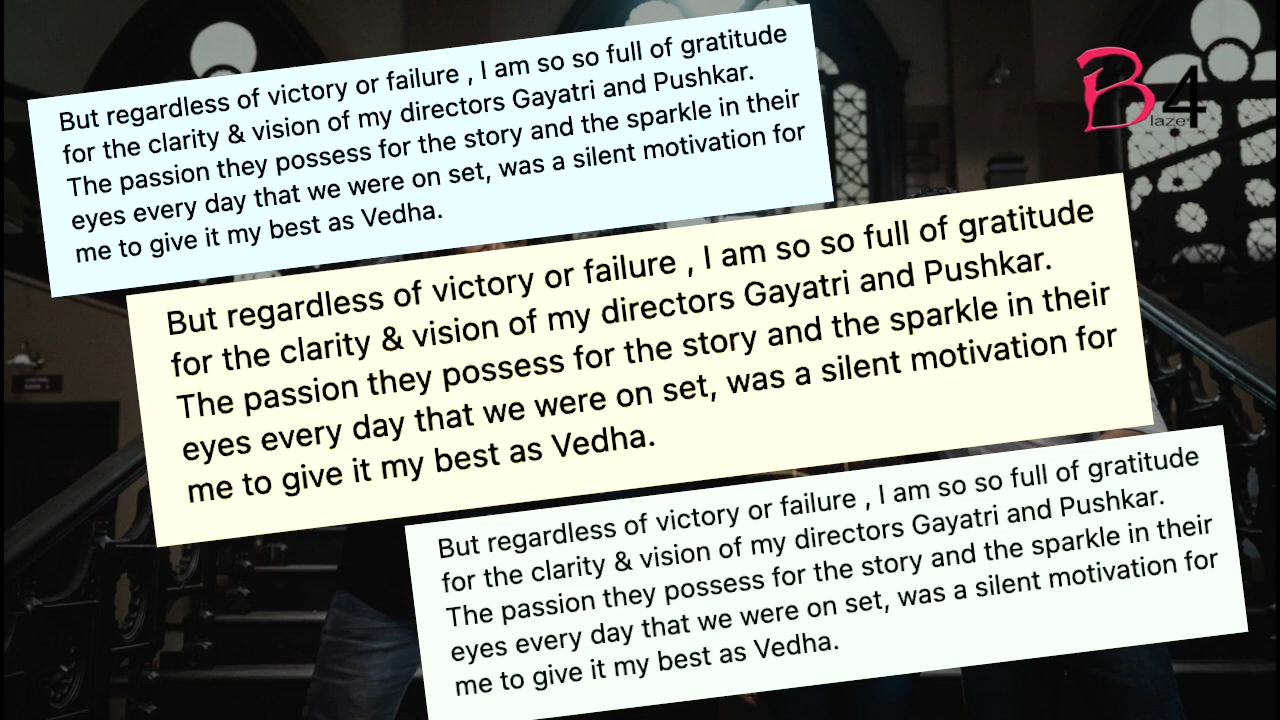 But regardless of victory or failure , I am so so full of gratitude
for the clarity & vision of my directors Gayatri and Pushkar.
The passion they possess for the story and the sparkle in their
eyes every day that we were on set, was a silent motivation for
me to give it my best as Vedha.
B4
laze
But regardless of victory or failure , I am so so full of gratitude
for the clarity & vision of my directors Gayatri and Pushkar.
The passion they possess for the story and the sparkle in their
eyes every day that we were on set, was a silent motivation for
me to give it my best as Vedha.
But regardless of victory or failure , I am so so full of gratitude
for the clarity & vision of my directors Gayatri and Pushkar.
The passion they possess for the story and the sparkle in their
eyes every day that we were on set, was a silent motivation for
me to give it my best as Vedha.